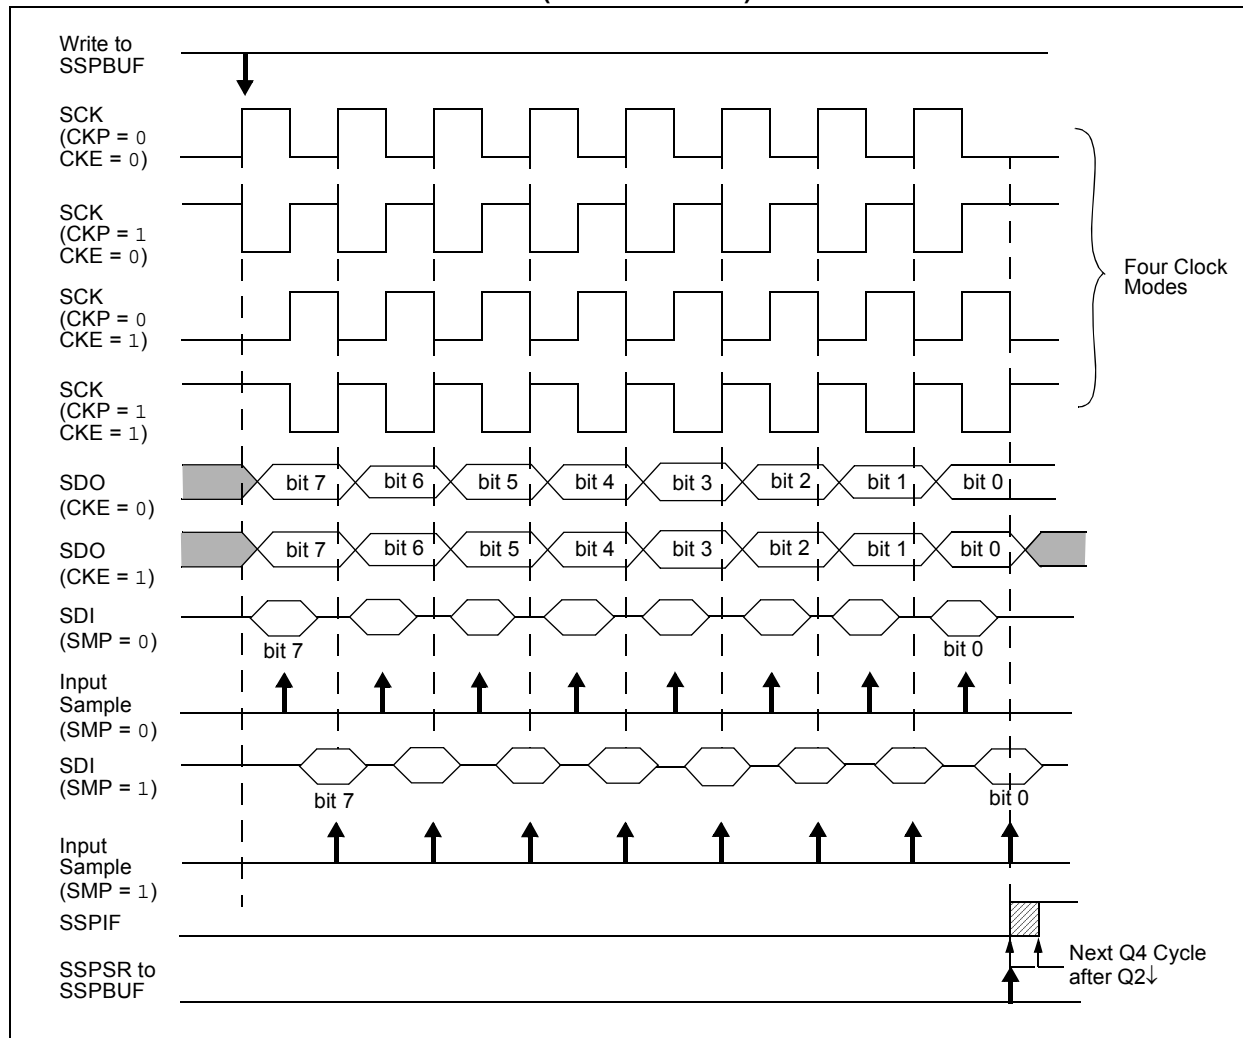 Write to
SSPBUF
SCK
(CKP = 0
CKE = 0)
SCK
(CKP = 1
CKE = 0)
SCK
(CKP = 0
CKE = 1)
SCK
(CKP = 1
CKE = 1)
Four Clock
Modes
SDO
(CKE = 0)
bit 7 bit 6 bit 5 bit 4 bit 3 bit 2 bit 1 bit 0
SDO
(CKE = 1)
bit 7 bit 6 bit 5 bit 4 bit 3 bit 2 bit 1 bit 0
SDI
(SMP = 0)
bit 7 bit 0
Input
Sample
(SMP = 0)
SDI
(SMP = 1)
bit 7 bit 0
Input
Sample
(SMP = 1)
SSPIF
SSPSR to
SSPBUF
Next Q4 Cycle
after Q2↓